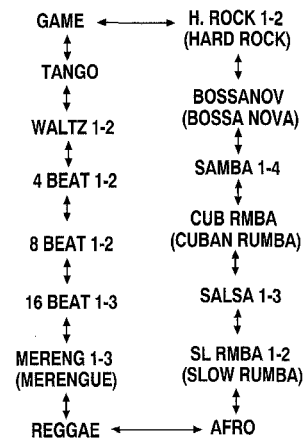 GAME
TANGO
WALTZ 1-2
4 BEAT 1-2
8 BEAT 1-2
16 BEAT 1-3
MERENG 1-3
(MERENGUE)
REGGAE
H. ROCK 1-2
(HARD ROCK)
BOSSANOV
(BOSSA NOVA)
SAMBA 1-4
CUB RMBA
(CUBAN RUMBA)
SALSA 1-3
SL RMBA 1-2
(SLOW RUMBA)
AFRO